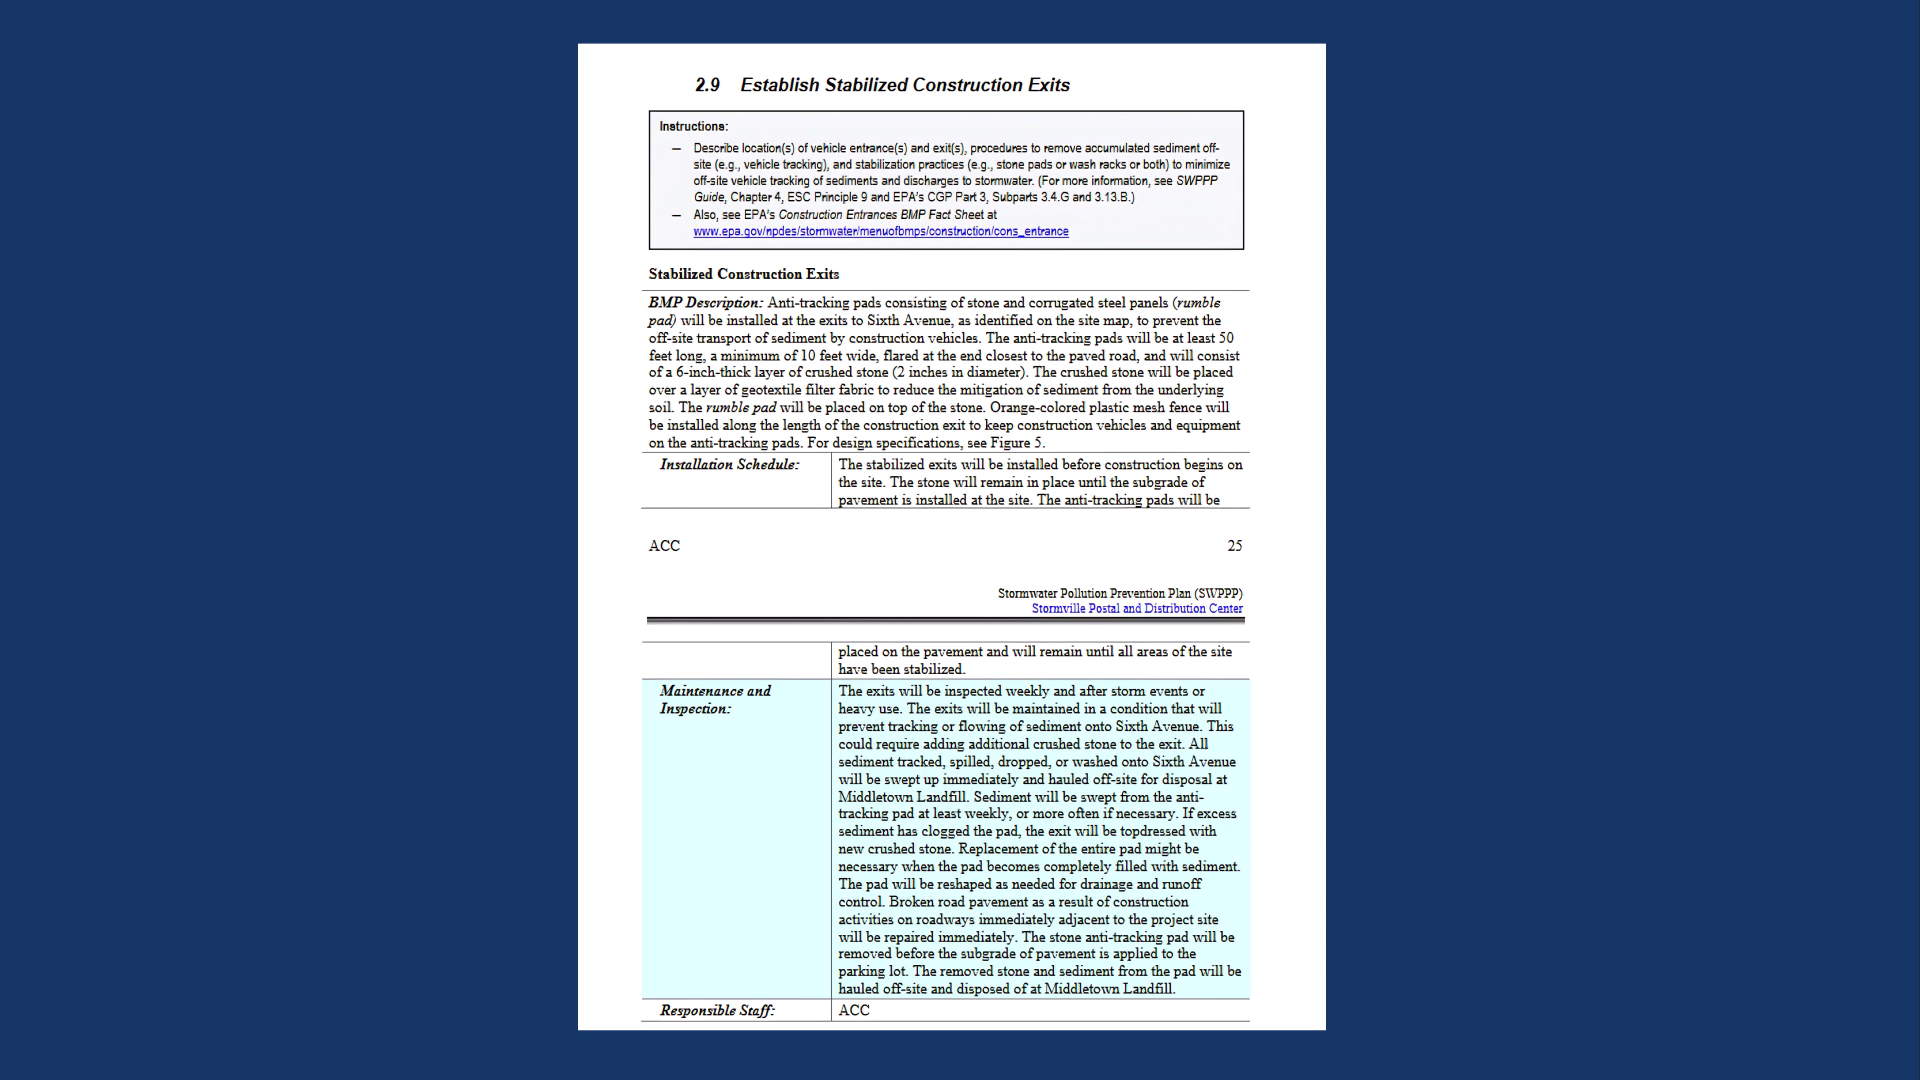 2.9 Establish Stabilized Construction Exits
Instructions:
— Describe location(s) of vehicle entrance(s) and exit(s), procedures to remove accumulated sediment off-
site (e.g., vehicle tracking), and stabilization practices (e.g., stone pads or wash racks or both) to minimize
off-site vehicle tracking of sediments and discharges to stormwater. (For more information, see SWPPP
Guide, Chapter 4, ESC Principle 9 and EPA's CGP Part 3, Subparts 3.4.G and 3.13.B.)
— Also, see EPA's Construction Entrances BMP Fact Sheet at
www.epa.gov/npdes/stormwater/menuofbmps/construction/cons_entrance
Stabilized Construction Exits
BMP Description: Anti-tracking pads consisting of stone and corrugated steel panels (rumble
pad) will be installed at the exits to Sixth Avenue, as identified on the site map, to prevent the
off-site transport of sediment by construction vehicles. The anti-tracking pads will be at least 50
feet long, a minimum of 10 feet wide, flared at the end closest to the paved road, and will consist
of a 6-inch-thick layer of crushed stone (2 inches in diameter). The crushed stone will be placed
over a layer of geotextile filter fabric to reduce the mitigation of sediment from the underlying
soil. The rumble pad will be placed on top of the stone. Orange-colored plastic mesh fence will
be installed along the length of the construction exit to keep construction vehicles and equipment
on the anti-tracking pads. For design specifications, see Figure 5.
Installation Schedule:
The stabilized exits will be installed before construction begins on
the site. The stone will remain in place until the subgrade of
pavement is installed at the site. The anti-tracking pads will be
ACC 25
Stormwater Pollution Prevention Plan (SWPPP)
Stormville Postal and Distribution Center
placed on the pavement and will remain until all areas of the site
have been stabilized.
Maintenance and
Inspection:
The exits will be inspected weekly and after storm events or
heavy use. The exits will be maintained in a condition that will
prevent tracking or flowing of sediment onto Sixth Avenue. This
could require adding additional crushed stone to the exit. All
sediment tracked, spilled, dropped, or washed onto Sixth Avenue
will be swept up immediately and hauled off-site for disposal at
Middletown Landfill. Sediment will be swept from the anti-
tracking pad at least weekly, or more often if necessary. If excess
sediment has clogged the pad, the exit will be topdressed with
new crushed stone. Replacement of the entire pad might be
necessary when the pad becomes completely filled with sediment.
The pad will be reshaped as needed for drainage and runoff
control. Broken road pavement as a result of construction
activities on roadways immediately adjacent to the project site
will be repaired immediately. The stone anti-tracking pad will be
removed before the subgrade of pavement is applied to the
parking lot. The removed stone and sediment from the pad will be
hauled off-site and disposed of at Middletown Landfill.
Responsible Staff: ACC